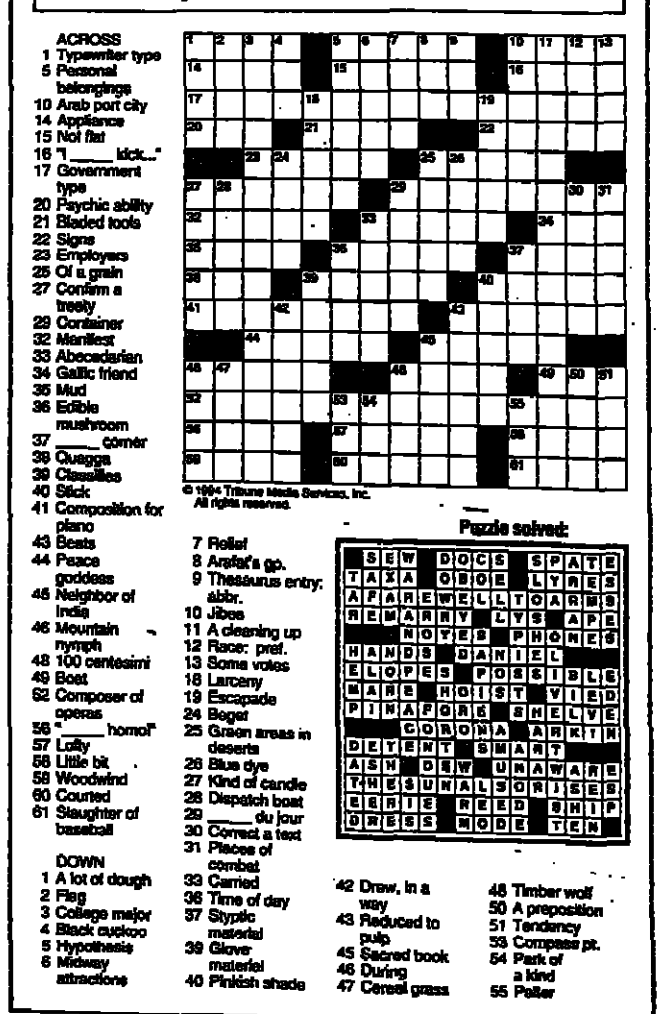 ACROSS
1 Typewriter type
5 Personal
belongings
10 Arab port city
14 Appliance
15 Not flat
16 "I _____ kick..."
17 Government
type
20 Psychic ability
21 Bladed tools
22 Signs
23 Employers
25 Of a grain
27 Confirm a
treaty
29 Container
32 Manifest
33 Abecedarian
34 Gallic friend
35 Mud
36 Edible
mushroom
37 _____ corner
38 Quagga
39 Classifies
40 Stick
41 Composition for
piano
43 Beats
44 Peace
goddess
45 Neighbor of
India
46 Mountain
nymph
48 100 centesimi
49 Boat
52 Composer of
operas
56 "_____ homo!"
57 Lofty
58 Little bit
59 Woodwind
60 Courted
61 Slaughter of
baseball
DOWN
1 A lot of dough
2 Flag
3 College major
4 Black cuckoo
5 Hypothesis
6 Midway
attractions
© 1994 Tribune Media Services, Inc.
All rights reserved.
7 Relief
8 Arafat's gp.
9 Thesaurus entry:
abbr.
10 Jibes
11 A cleaning up
12 Race: pref.
13 Some votes
18 Larceny
19 Escapade
24 Beget
25 Green areas in
deserts
26 Blue dye
27 Kind of candle
28 Dispatch boat
29 _____ du jour
30 Correct a text
31 Places of
combat
33 Carried
36 Time of day
37 Styptic
material
39 Glove
material
40 Pinkish shade
42 Draw, in a
way
43 Reduced to
pulp
45 Sacred book
46 During
47 Cereal grass
48 Timber wolf
50 A preposition
51 Tendency
53 Compass pt.
54 Park of
a kind
55 Palter
Puzzle solved:
SEW DOCS SPATE
TAXA OBOE LYRES
AFAREWELLTOARMS
REMARRY LYS APE
NOTES PHONES
HANDS DANIEL
ELOPES POSSIBLE
MARE HOIST VIED
PINAFORE SHELVE
CORONA ARKIN
DETENT SMART
ASH DEW UNAWARE
THESUNALSORISES
EERIE REED SHIP
DRESS NODE TEN